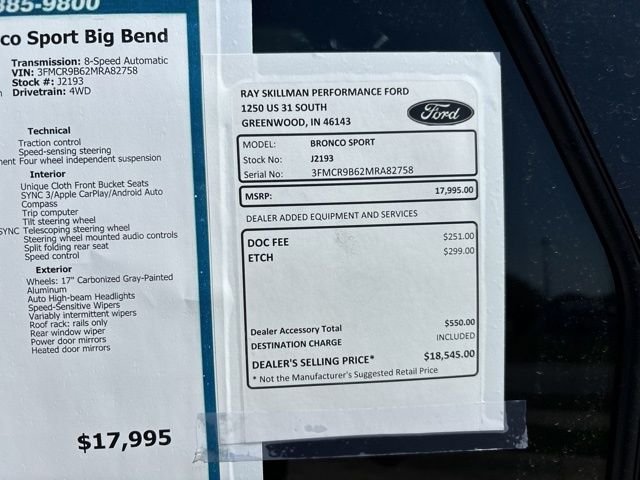 885-9800
co Sport Big Bend
Transmission: 8-Speed Automatic
VIN: 3FMCR9B62MRA82758
Stock #: J2193
Drivetrain: 4WD
Technical
Traction control
Speed-sensing steering
ment Four wheel independent suspension
Interior
Unique Cloth Front Bucket Seats
SYNC 3/Apple CarPlay/Android Auto
Compass
Trip computer
Tilt steering wheel
SYNC Telescoping steering wheel
Steering wheel mounted audio controls
Split folding rear seat
Speed control
Exterior
Wheels: 17" Carbonized Gray-Painted
Aluminum
Auto High-beam Headlights
Speed-Sensitive Wipers
Variably intermittent wipers
Roof rack: rails only
Rear window wiper
Power door mirrors
Heated door mirrors
$17,995
RAY SKILLMAN PERFORMANCE FORD
1250 US 31 SOUTH
GREENWOOD, IN 46143
Ford
MODEL: BRONCO SPORT
Stock No: J2193
Serial No: 3FMCR9B62MRA82758
MSRP: 17,995.00
DEALER ADDED EQUIPMENT AND SERVICES
DOC FEE $251.00
ETCH $299.00
Dealer Accessory Total $550.00
DESTINATION CHARGE INCLUDED
DEALER'S SELLING PRICE* $18,545.00
* Not the Manufacturer's Suggested Retail Price